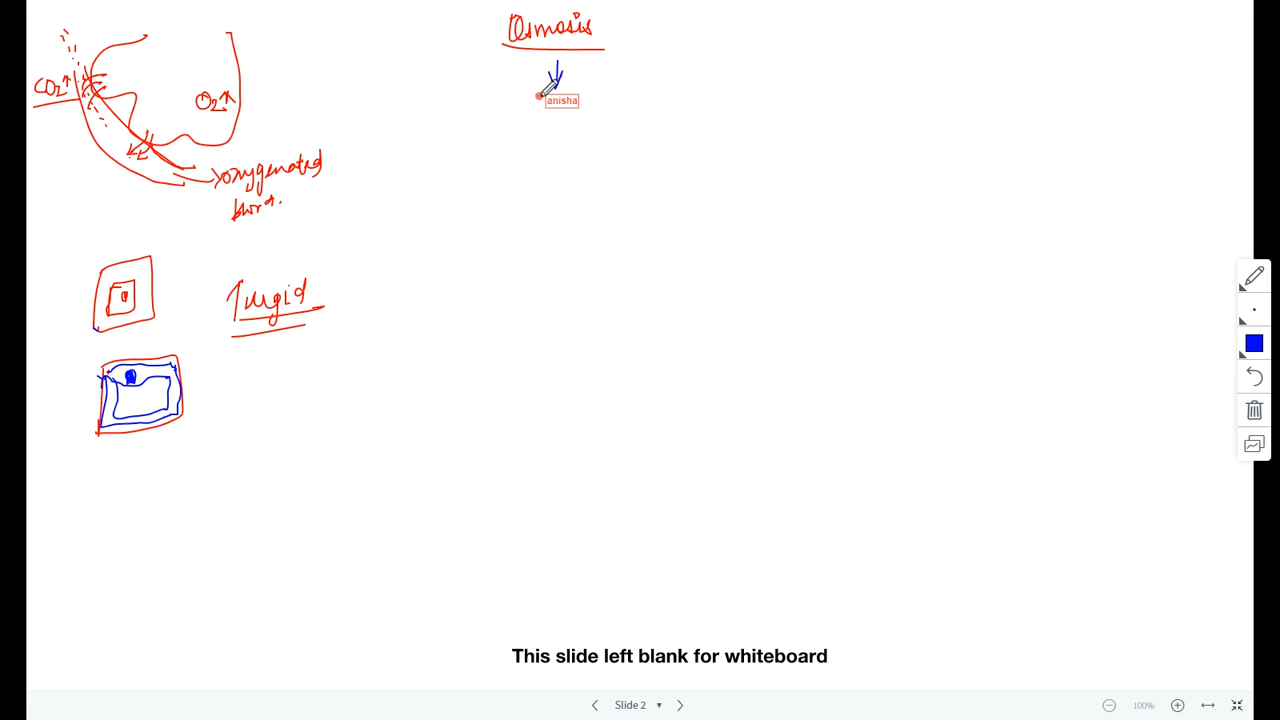 Osmosis
CO2↑
O2↑
anisha
oxygenated
Turgid
This slide left blank for whiteboard
Slide 2
100%